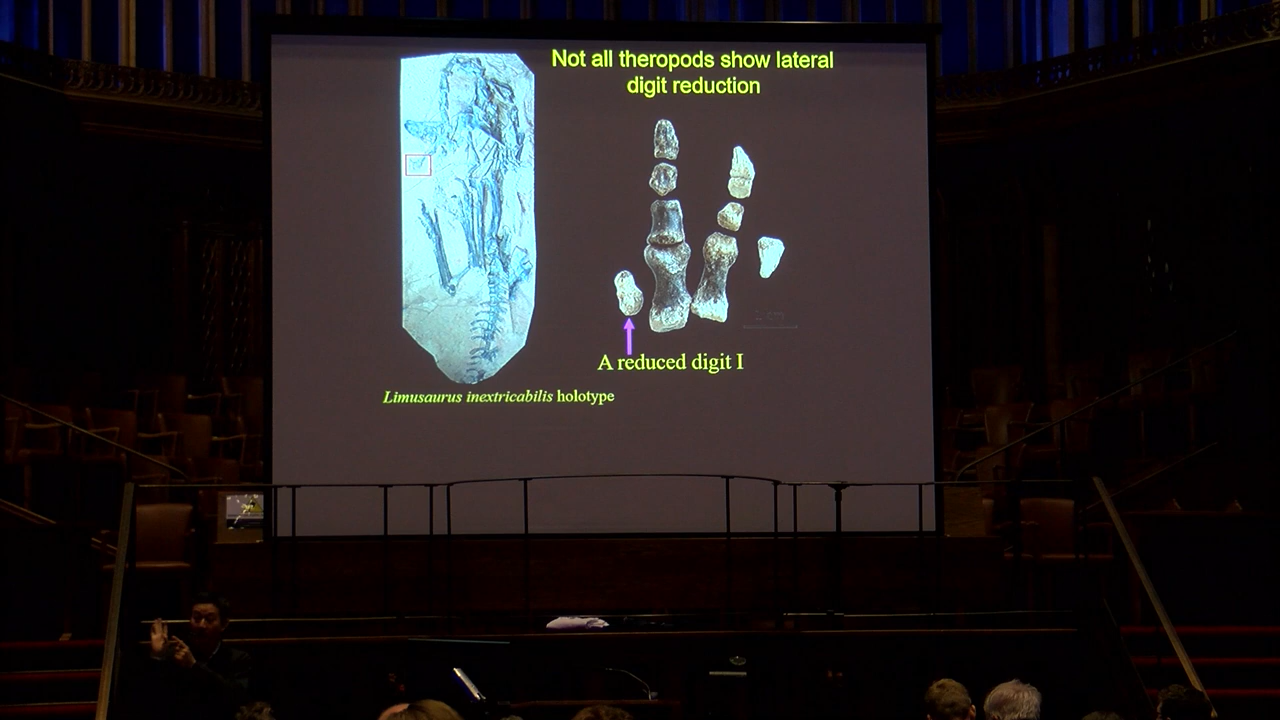 Not all theropods show lateral
digit reduction
A reduced digit I
Limusaurus inextricabilis holotype